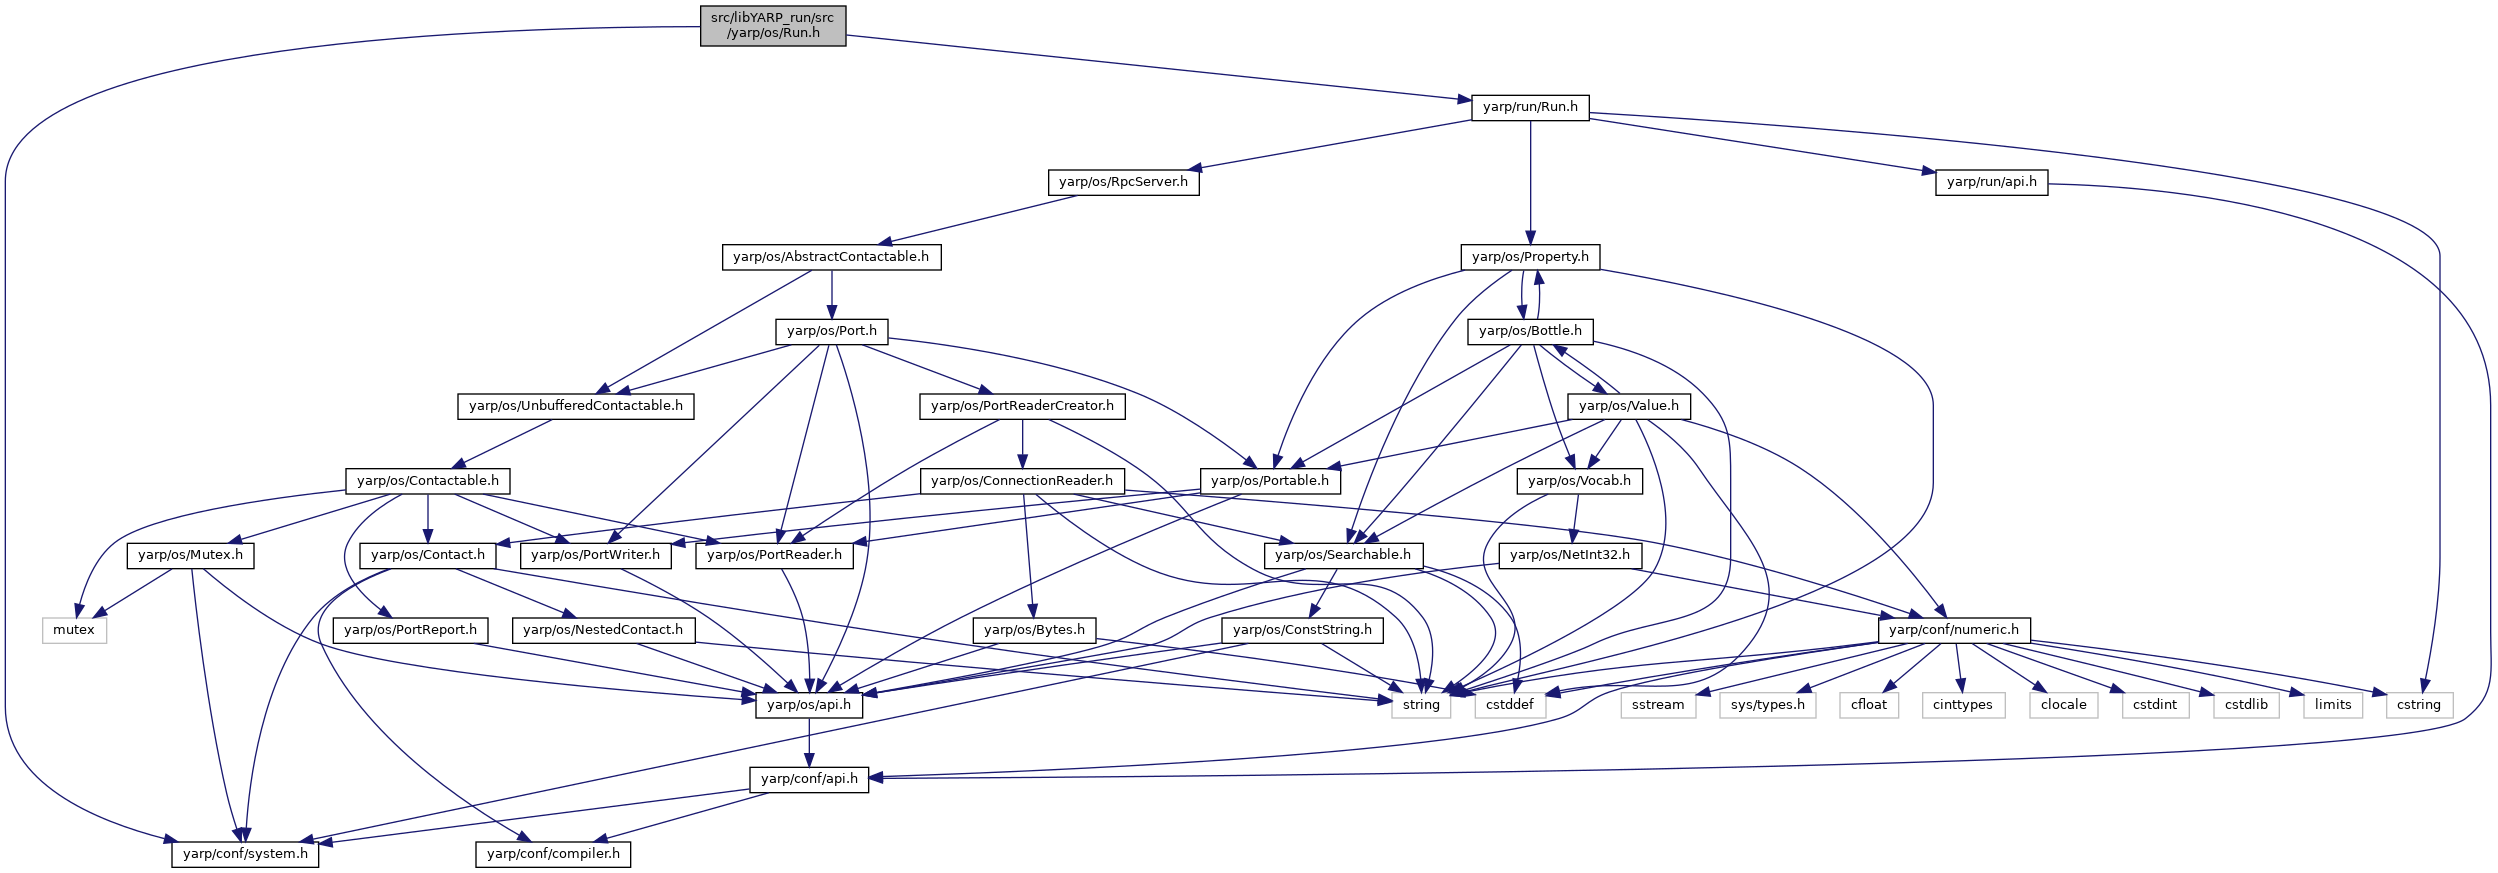 src/libYARP_run/src
/yarp/os/Run.h
yarp/run/Run.h
yarp/os/RpcServer.h
yarp/run/api.h
yarp/os/AbstractContactable.h
yarp/os/Property.h
yarp/os/Port.h
yarp/os/Bottle.h
yarp/os/UnbufferedContactable.h
yarp/os/PortReaderCreator.h
yarp/os/Value.h
yarp/os/Contactable.h
yarp/os/ConnectionReader.h
yarp/os/Portable.h
yarp/os/Vocab.h
yarp/os/Mutex.h
yarp/os/Contact.h
yarp/os/PortWriter.h
yarp/os/PortReader.h
yarp/os/Searchable.h
yarp/os/NetInt32.h
mutex
yarp/os/PortReport.h
yarp/os/NestedContact.h
yarp/os/Bytes.h
yarp/os/ConstString.h
yarp/conf/numeric.h
yarp/os/api.h
string
cstddef
sstream
sys/types.h
cfloat
cinttypes
clocale
cstdint
cstdlib
limits
cstring
yarp/conf/api.h
yarp/conf/system.h
yarp/conf/compiler.h